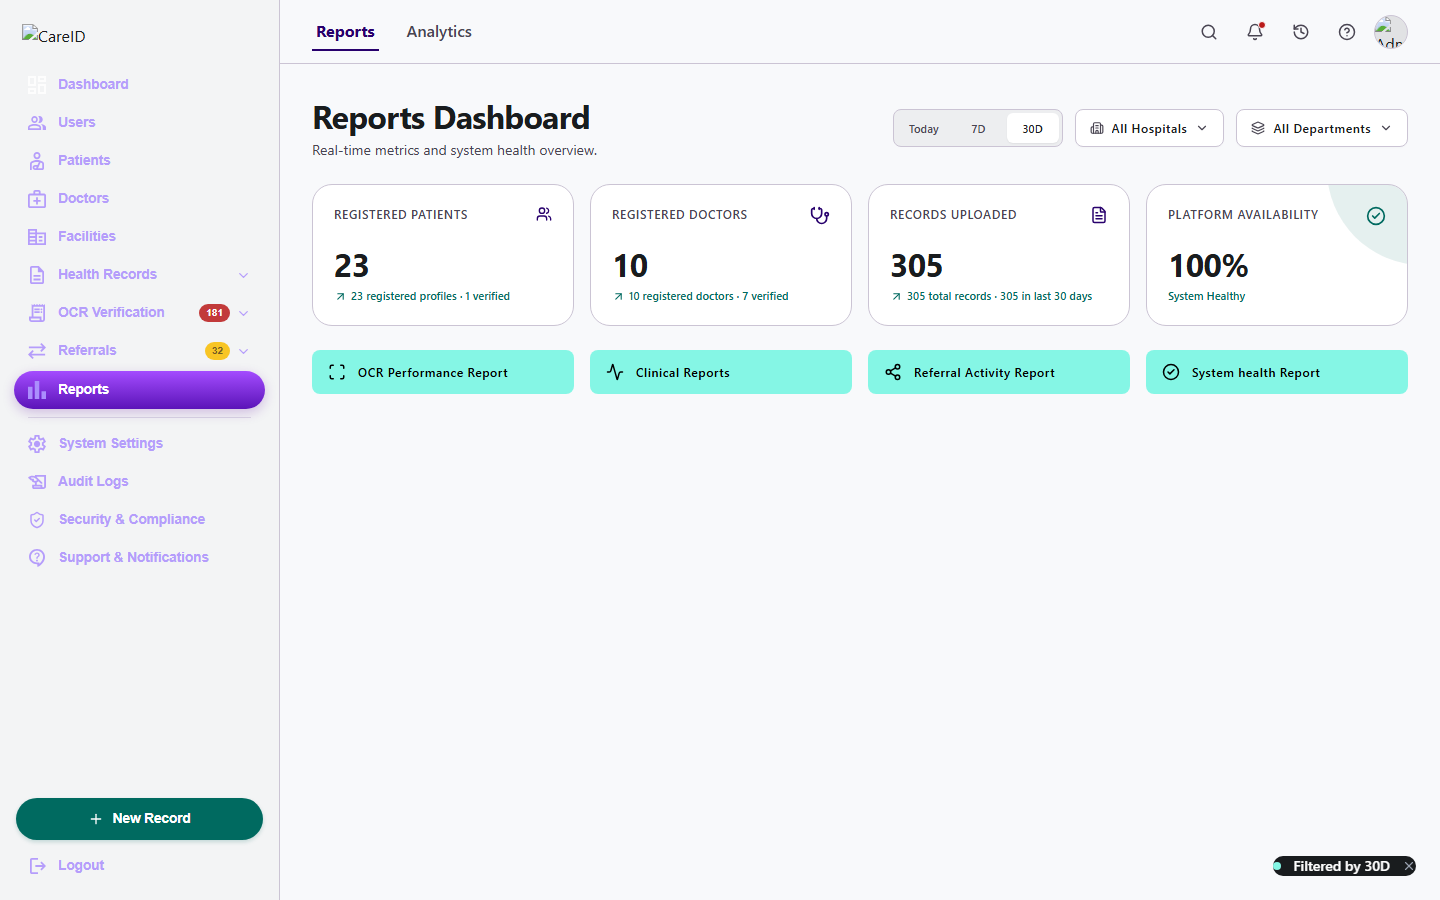 CareID
Dashboard
Users
Patients
Doctors
Facilities
Health Records
OCR Verification 181
Referrals 32
Reports
System Settings
Audit Logs
Security & Compliance
Support & Notifications
New Record
Logout
Reports Analytics
Reports Dashboard
Real-time metrics and system health overview.
Today 7D 30D All Hospitals All Departments
REGISTERED PATIENTS
23
23 registered profiles · 1 verified
REGISTERED DOCTORS
10
10 registered doctors · 7 verified
RECORDS UPLOADED
305
305 total records · 305 in last 30 days
PLATFORM AVAILABILITY
100%
System Healthy
OCR Performance Report
Clinical Reports
Referral Activity Report
System health Report
Filtered by 30D